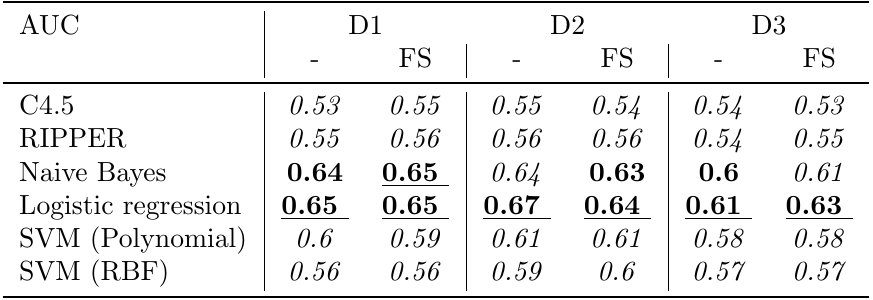 AUC D1 D2 D3
- FS - FS - FS
C4.5 0.53 0.55 0.55 0.54 0.54 0.53
RIPPER 0.55 0.56 0.56 0.56 0.54 0.55
Naive Bayes 0.64 0.65 0.64 0.63 0.6 0.61
Logistic regression 0.65 0.65 0.67 0.64 0.61 0.63
SVM (Polynomial) 0.6 0.59 0.61 0.61 0.58 0.58
SVM (RBF) 0.56 0.56 0.59 0.6 0.57 0.57